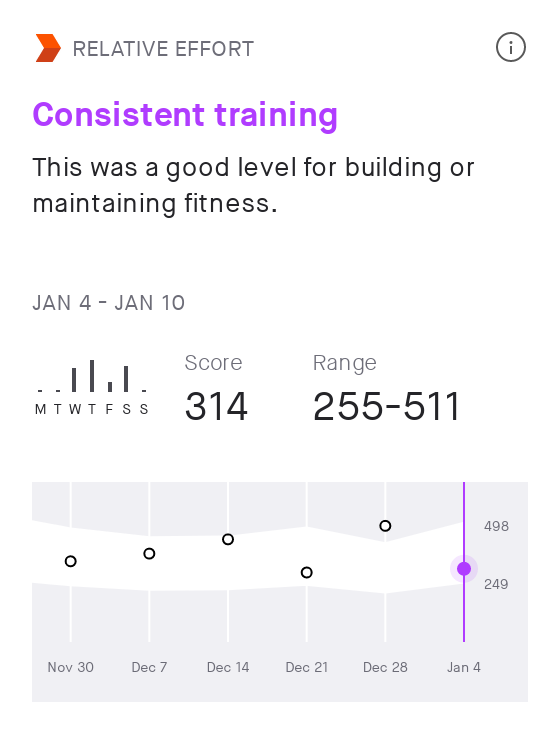 RELATIVE EFFORT
Consistent training
This was a good level for building or
maintaining fitness.
JAN 4 - JAN 10
Score
Range
M T W T F S S
314
255-511
498
249
Nov 30 Dec 7 Dec 14 Dec 21 Dec 28 Jan 4